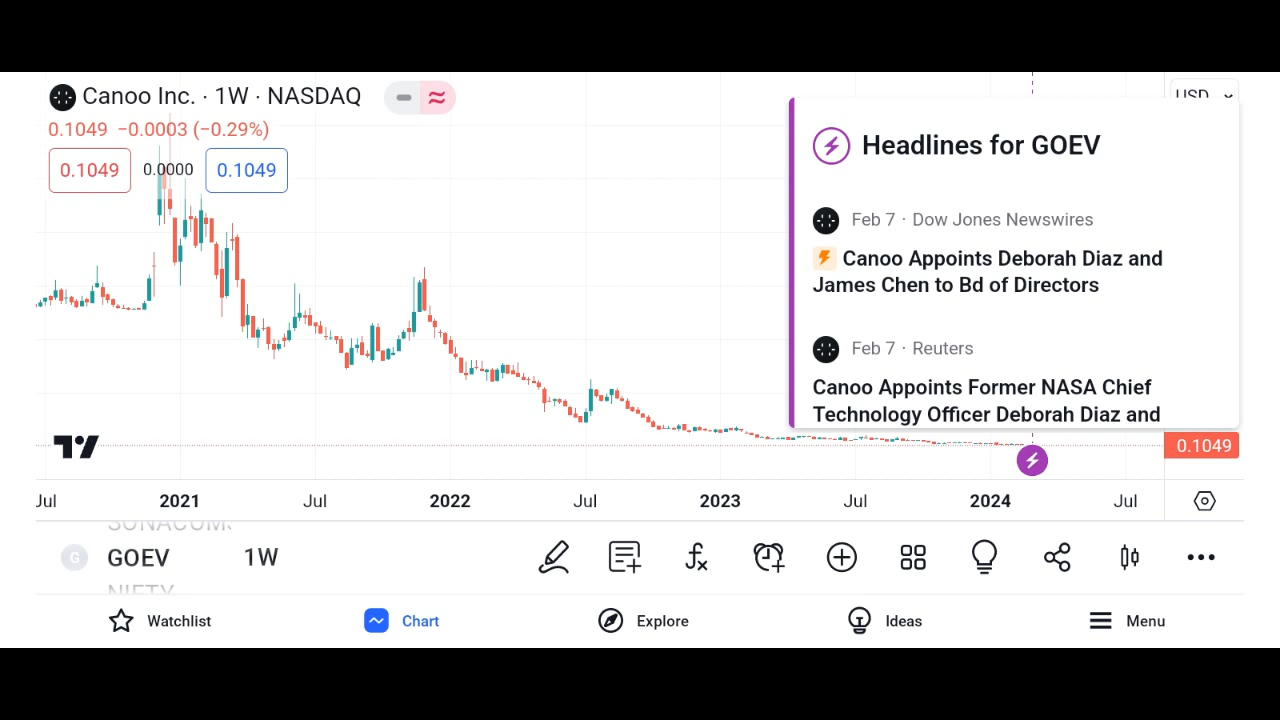 Canoo Inc. · 1W · NASDAQ
0.1049 −0.0003 (−0.29%)
0.1049 0.0000 0.1049
USD
Headlines for GOEV
Feb 7 · Dow Jones Newswires
Canoo Appointts Deborah Diaz and
James Chen to Bd of Directors
Feb 7 · Reuters
Canoo Appoints Former NASA Chief
Technology Officer Deborah Diaz and
0.1049
Jul 2021 Jul 2022 Jul 2023 Jul 2024 Jul
SONACOMS
G GOEV 1W
NIFTY
Watchlist Chart Explore Ideas Menu